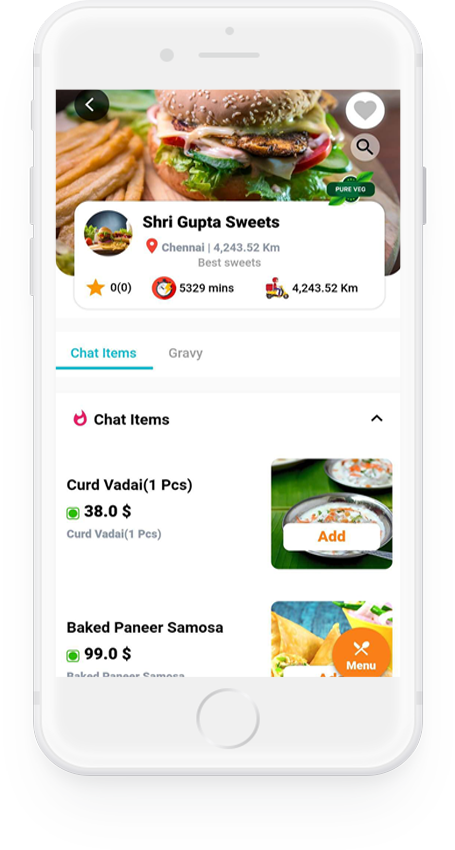 PURE VEG
Shri Gupta Sweets
Chennai | 4,243.52 Km
Best sweets
0(0)
5329 mins
4,243.52 Km
Chat Items
Gravy
Chat Items
Curd Vadai(1 Pcs)
38.0 $
Curd Vadai(1 Pcs)
Add
Baked Paneer Samosa
99.0 $
Baked Paneer Samosa
Add
Menu